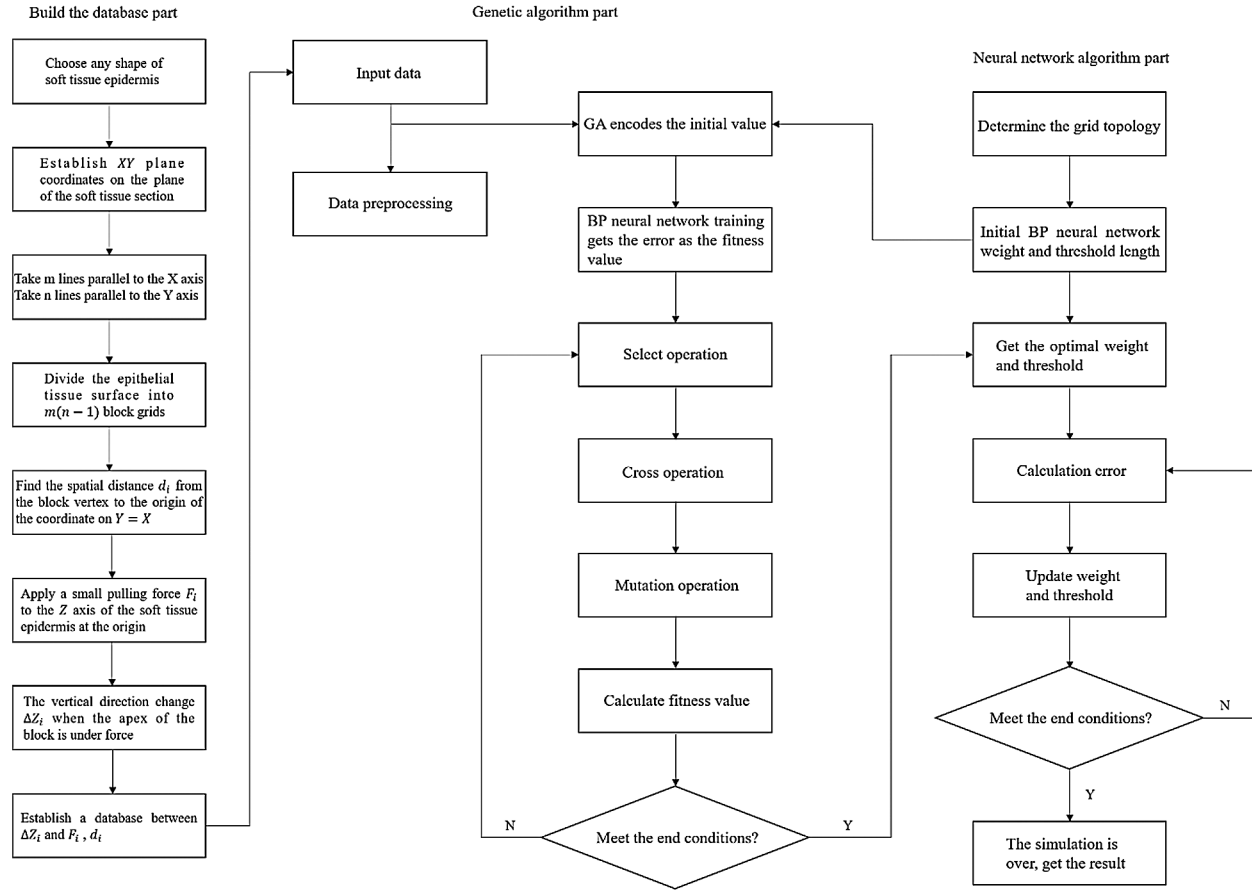 Build the database part
Choose any shape of
soft tissue epidermis
Establish XY plane
coordinates on the plane
of the soft tissue section
Take m lines parallel to the X axis
Take n lines parallel to the Y axis
Divide the epithelial
tissue surface into
m(n − 1) block grids
Find the spatial distance dᵢ from
the block vertex to the origin of
the coordinate on Y = X
Apply a small pulling force Fᵢ
to the Z axis of the soft tissue
epidermis at the origin
The vertical direction change
ΔZᵢ when the apex of the
block is under force
Establish a database between
ΔZᵢ and Fᵢ , dᵢ
Genetic algorithm part
Input data
Data preprocessing
GA encodes the initial value
BP neural network training
gets the error as the fitness
value
Select operation
Cross operation
Mutation operation
Calculate fitness value
Meet the end conditions?
N
Y
Neural network algorithm part
Determine the grid topology
Initial BP neural network
weight and threshold length
Get the optimal weight
and threshold
Calculation error
Update weight
and threshold
Meet the end conditions?
N
Y
The simulation is
over, get the result